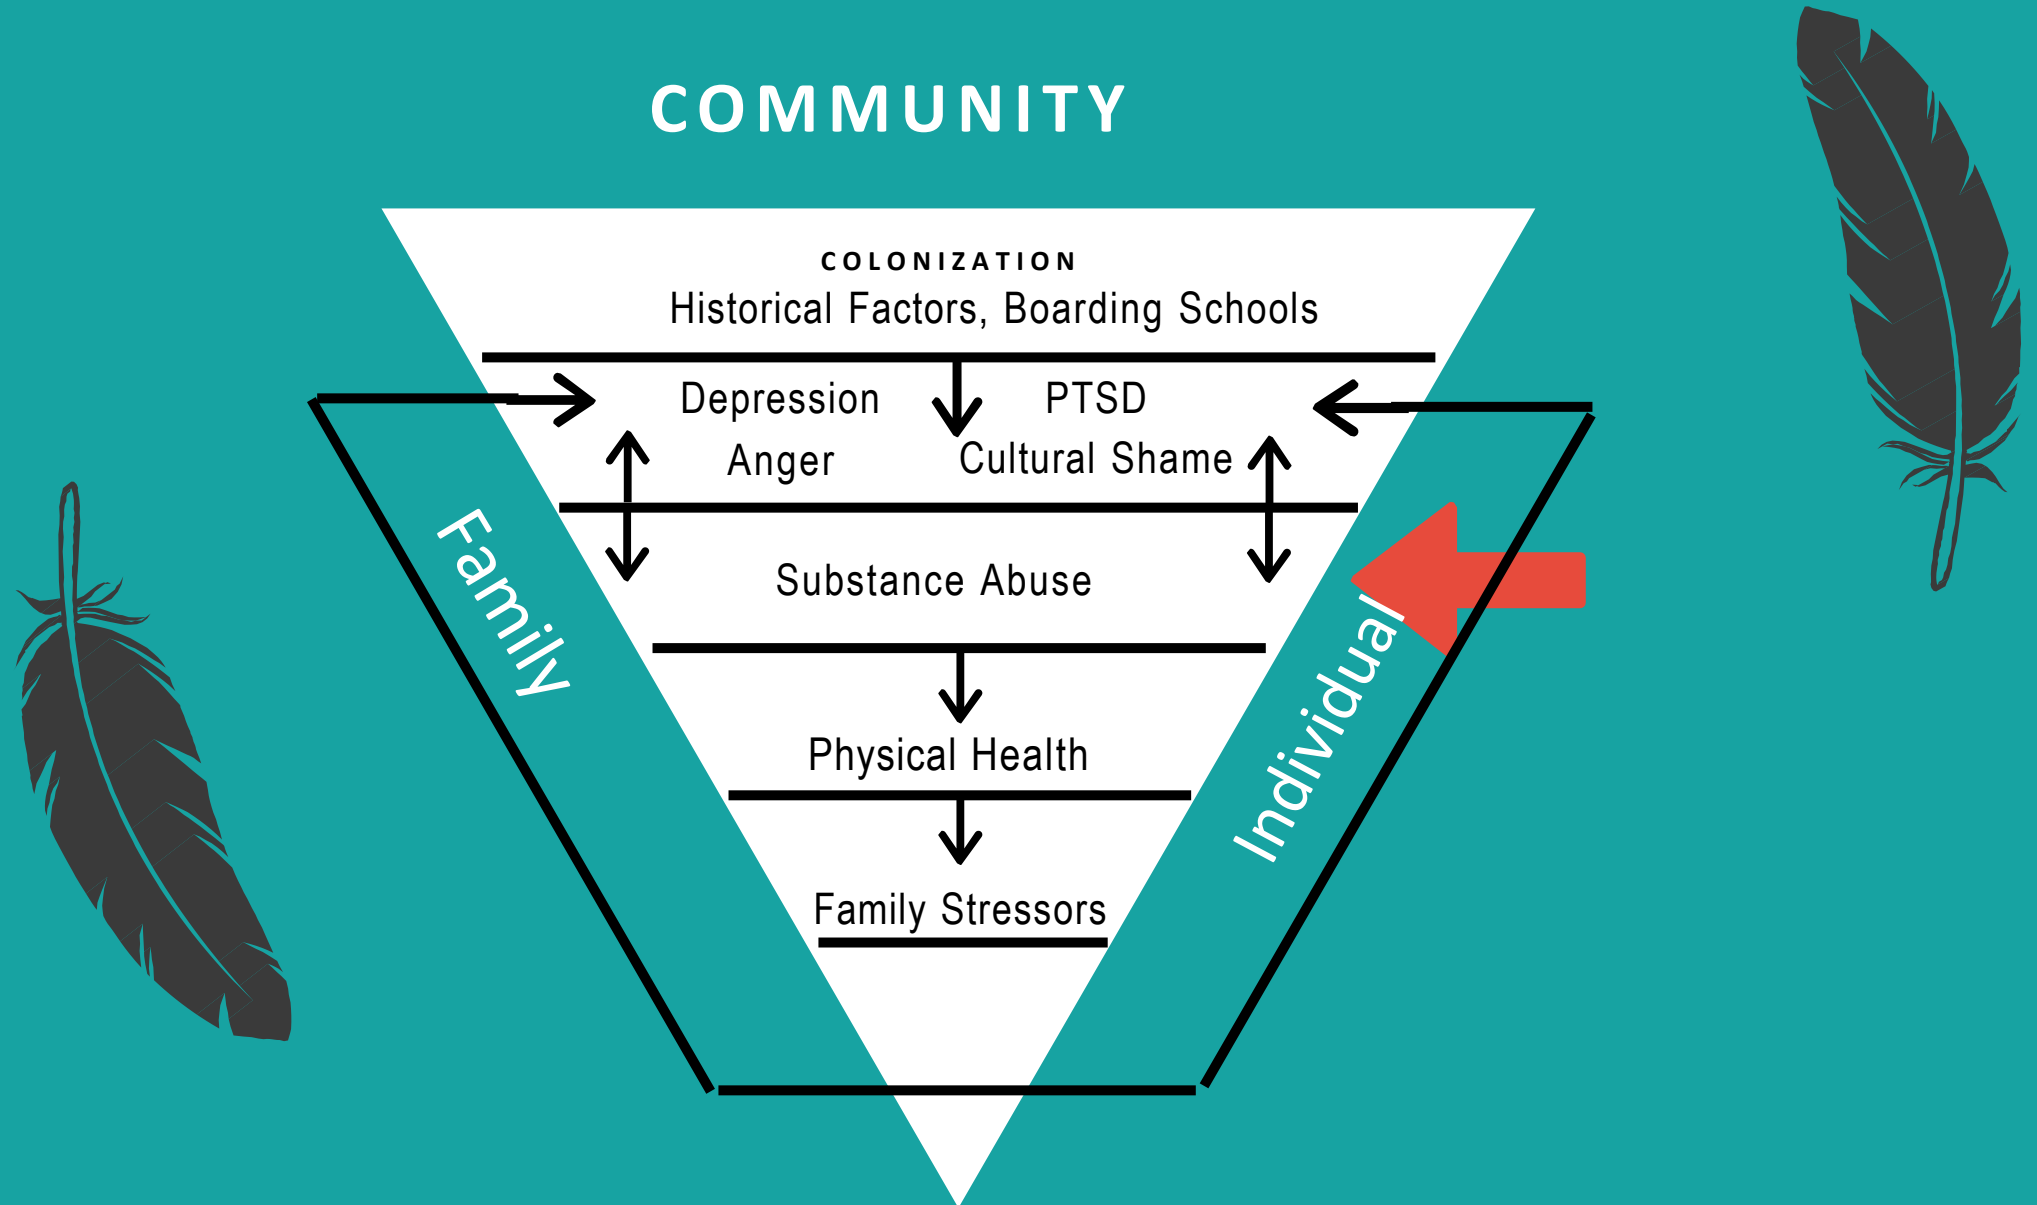 COMMUNITY
COLONIZATION
Historical Factors, Boarding Schools
Depression
PTSD
Anger
Cultural Shame
Substance Abuse
Physical Health
Family Stressors
Family
Individual